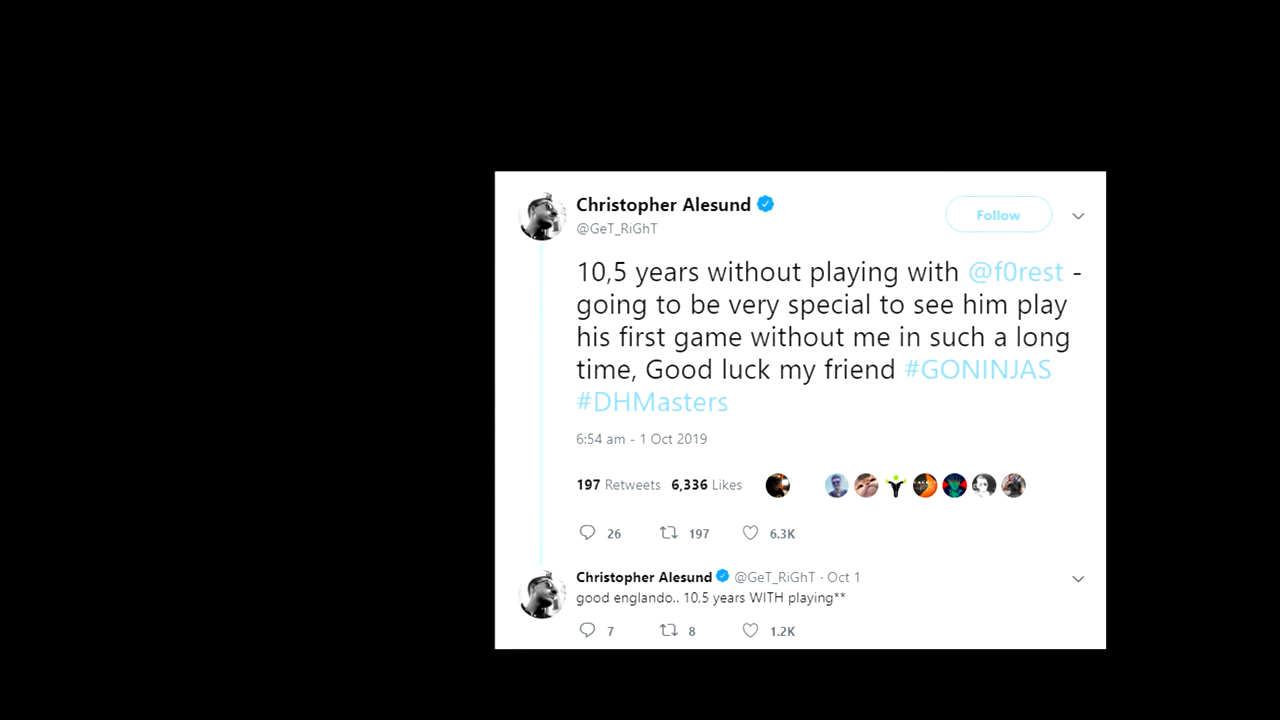 Christopher Alesund
@GeT_RiGhT
Follow
10,5 years without playing with @f0rest -
going to be very special to see him play
his first game without me in such a long
time, Good luck my friend #GONINJAS
#DHMasters
6:54 am - 1 Oct 2019
197 Retweets 6,336 Likes
26 197 6.3K
Christopher Alesund @GeT_RiGhT · Oct 1
good englando.. 10,5 years WITH playing**
7 8 1.2K